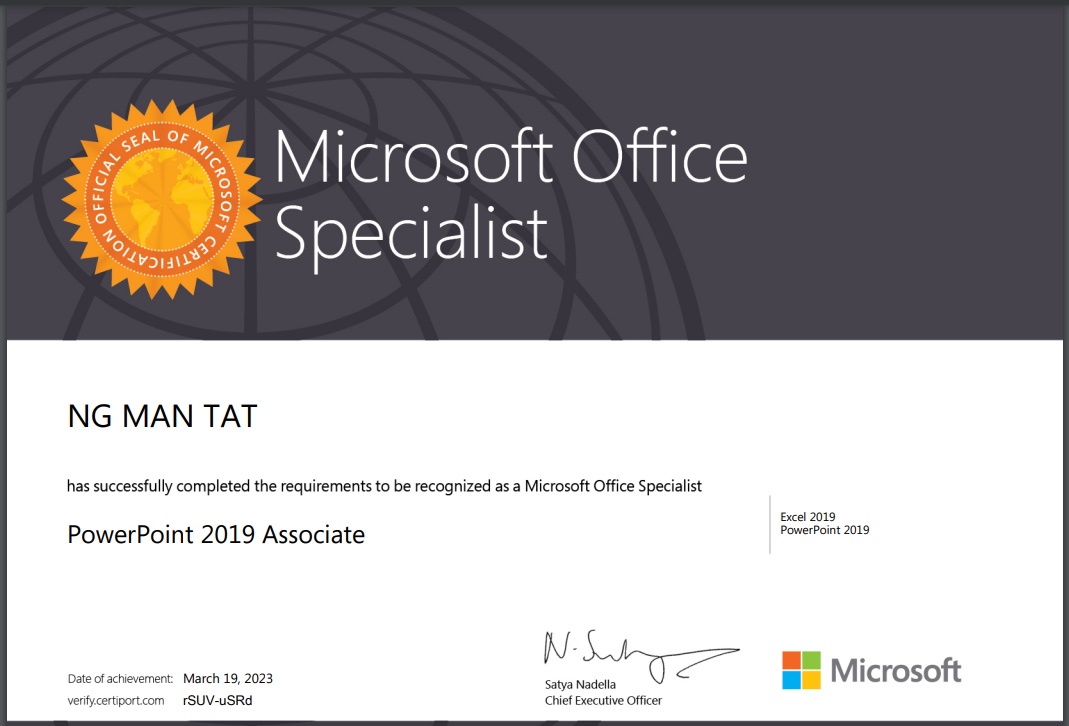 OFFICIAL SEAL OF MICROSOFT CERTIFICATION
Microsoft Office
Specialist
NG MAN TAT
has successfully completed the requirements to be recognized as a Microsoft Office Specialist
PowerPoint 2019 Associate
Excel 2019
PowerPoint 2019
Date of achievement: March 19, 2023
verify.certiport.com rSUV-uSRd
Satya Nadella
Chief Executive Officer
Microsoft